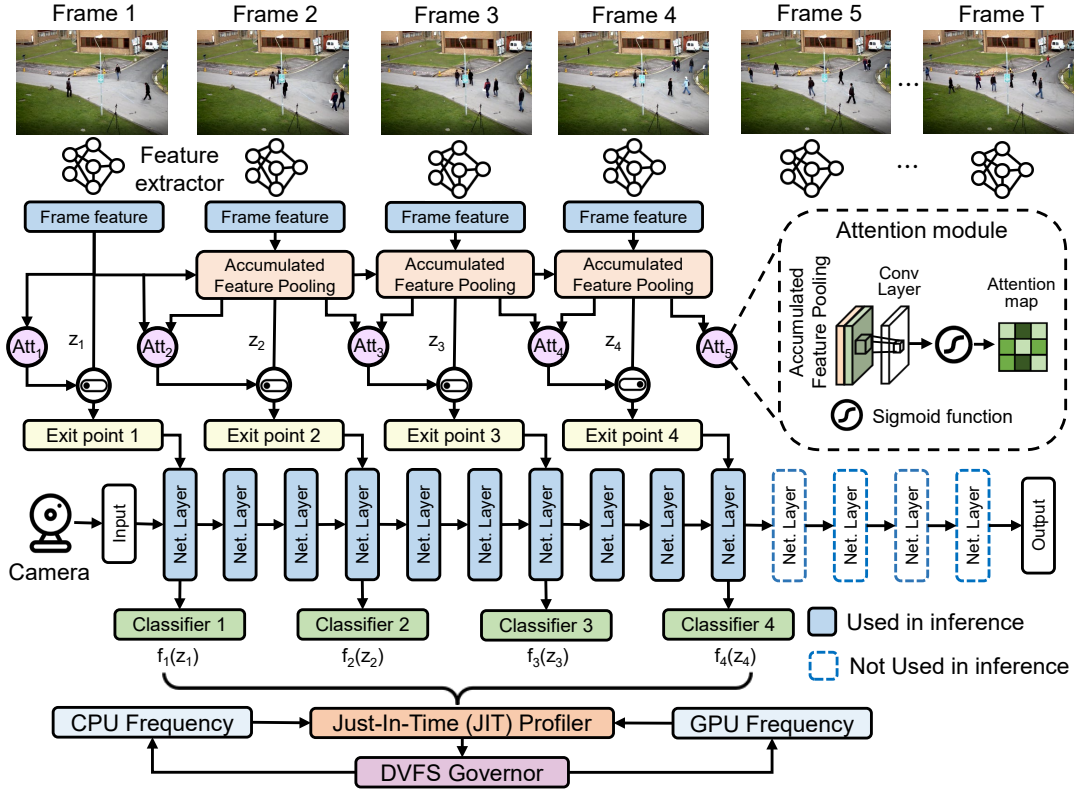 Frame 1
Frame 2
Frame 3
Frame 4
Frame 5
Frame T
...
Feature
extractor
...
Frame feature
Frame feature
Frame feature
Frame feature
Accumulated
Feature Pooling
Accumulated
Feature Pooling
Accumulated
Feature Pooling
Att1
z1
Att2
z2
Att3
z3
Att4
z4
Att5
Attention module
Accumulated
Feature Pooling
Conv
Layer
Attention
map
Sigmoid function
Exit point 1
Exit point 2
Exit point 3
Exit point 4
Camera
Input
Net. Layer
Net. Layer
Net. Layer
Net. Layer
Net. Layer
Net. Layer
Net. Layer
Net. Layer
Net. Layer
Net. Layer
Net. Layer
Net. Layer
Net. Layer
Net. Layer
Output
Classifier 1
Classifier 2
Classifier 3
Classifier 4
f1(z1)
f2(z2)
f3(z3)
f4(z4)
Used in inference
Not Used in inference
CPU Frequency
Just-In-Time (JIT) Profiler
GPU Frequency
DVFS Governor